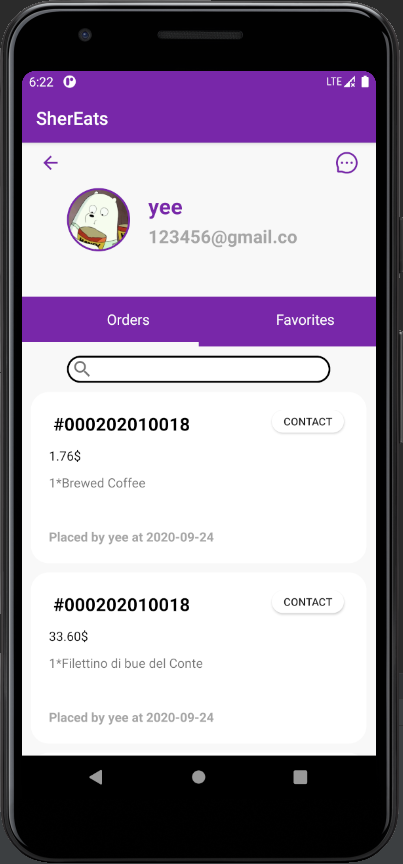 6:22 LTE
SherEats
yee
123456@gmail.co
Orders Favorites
#000202010018 CONTACT
1.76$
1*Brewed Coffee
Placed by yee at 2020-09-24
#000202010018 CONTACT
33.60$
1*Filettino di bue del Conte
Placed by yee at 2020-09-24